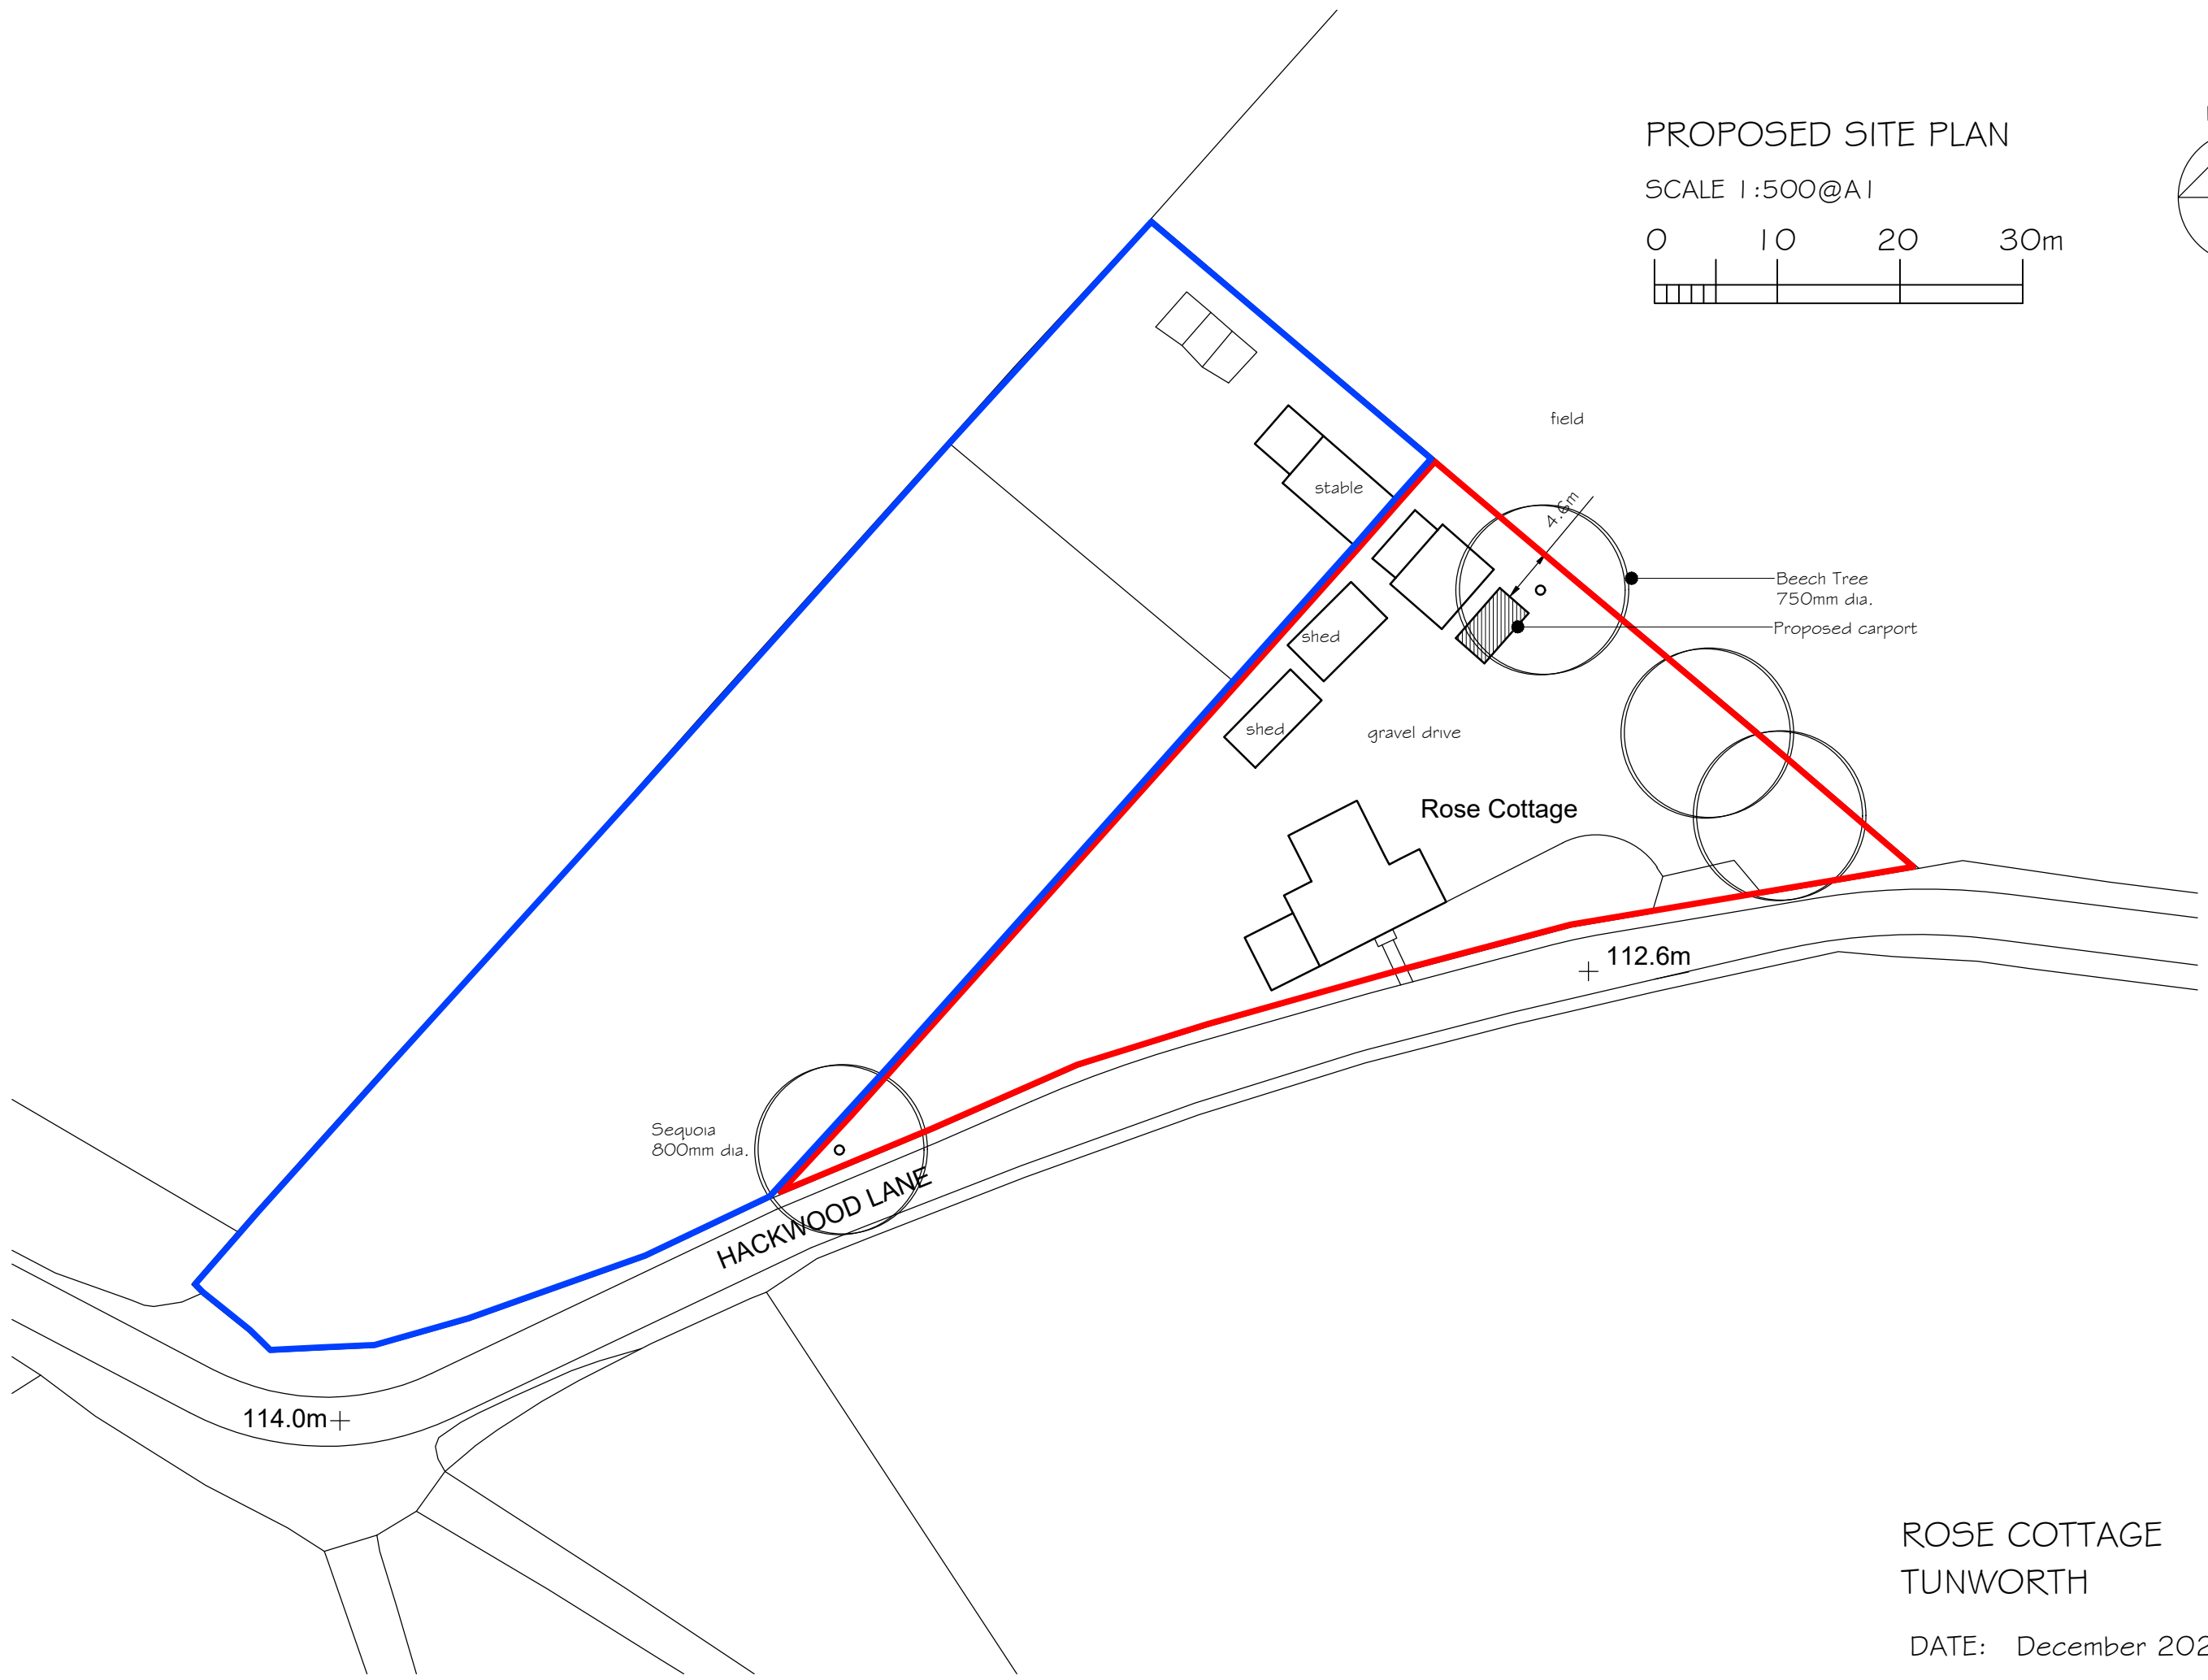 PROPOSED SITE PLAN
SCALE 1:500@A1
0 10 20 30m
field
stable
4.6m
Beech Tree
750mm dia.
Proposed carport
shed
shed
gravel drive
Rose Cottage
112.6m
Sequoia
800mm dia.
HACKWOOD LANE
114.0m
ROSE COTTAGE
TUNWORTH
DATE: December